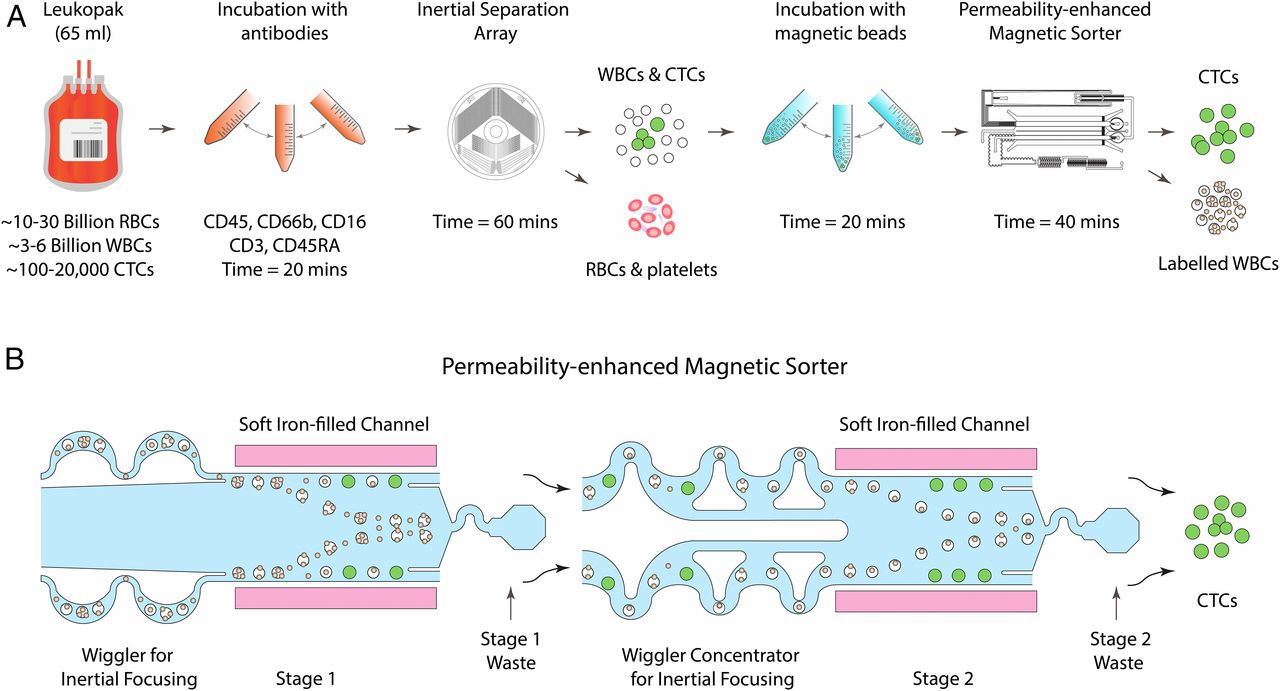 A
Leukopak
(65 ml)
Incubation with
antibodies
Inertial Separation
Array
Incubation with
magnetic beads
Permeability-enhanced
Magnetic Sorter
WBCs & CTCs
CTCs
~10-30 Billion RBCs
~3-6 Billion WBCs
~100-20,000 CTCs
CD45, CD66b, CD16
CD3, CD45RA
Time = 20 mins
Time = 60 mins
RBCs & platelets
Time = 20 mins
Time = 40 mins
Labelled WBCs
B
Permeability-enhanced Magnetic Sorter
Soft Iron-filled Channel
Soft Iron-filled Channel
Wiggler for
Inertial Focusing
Stage 1
Stage 1
Waste
Wiggler Concentrator
for Inertial Focusing
Stage 2
Stage 2
Waste
CTCs